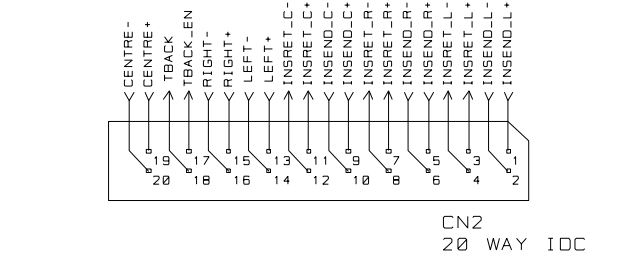 CENTRE-
CENTRE+
TBACK
TBACK_EN
RIGHT-
RIGHT+
LEFT-
LEFT+
INSRET_C-
INSRET_C+
INSEND_C-
INSEND_C+
INSRET_R-
INSRET_R+
INSEND_R-
INSEND_R+
INSRET_L-
INSRET_L+
INSEND_L-
INSEND_L+
19 17 15 13 11 9 7 5 3 1
20 18 16 14 12 10 8 6 4 2
CN2
20 WAY IDC